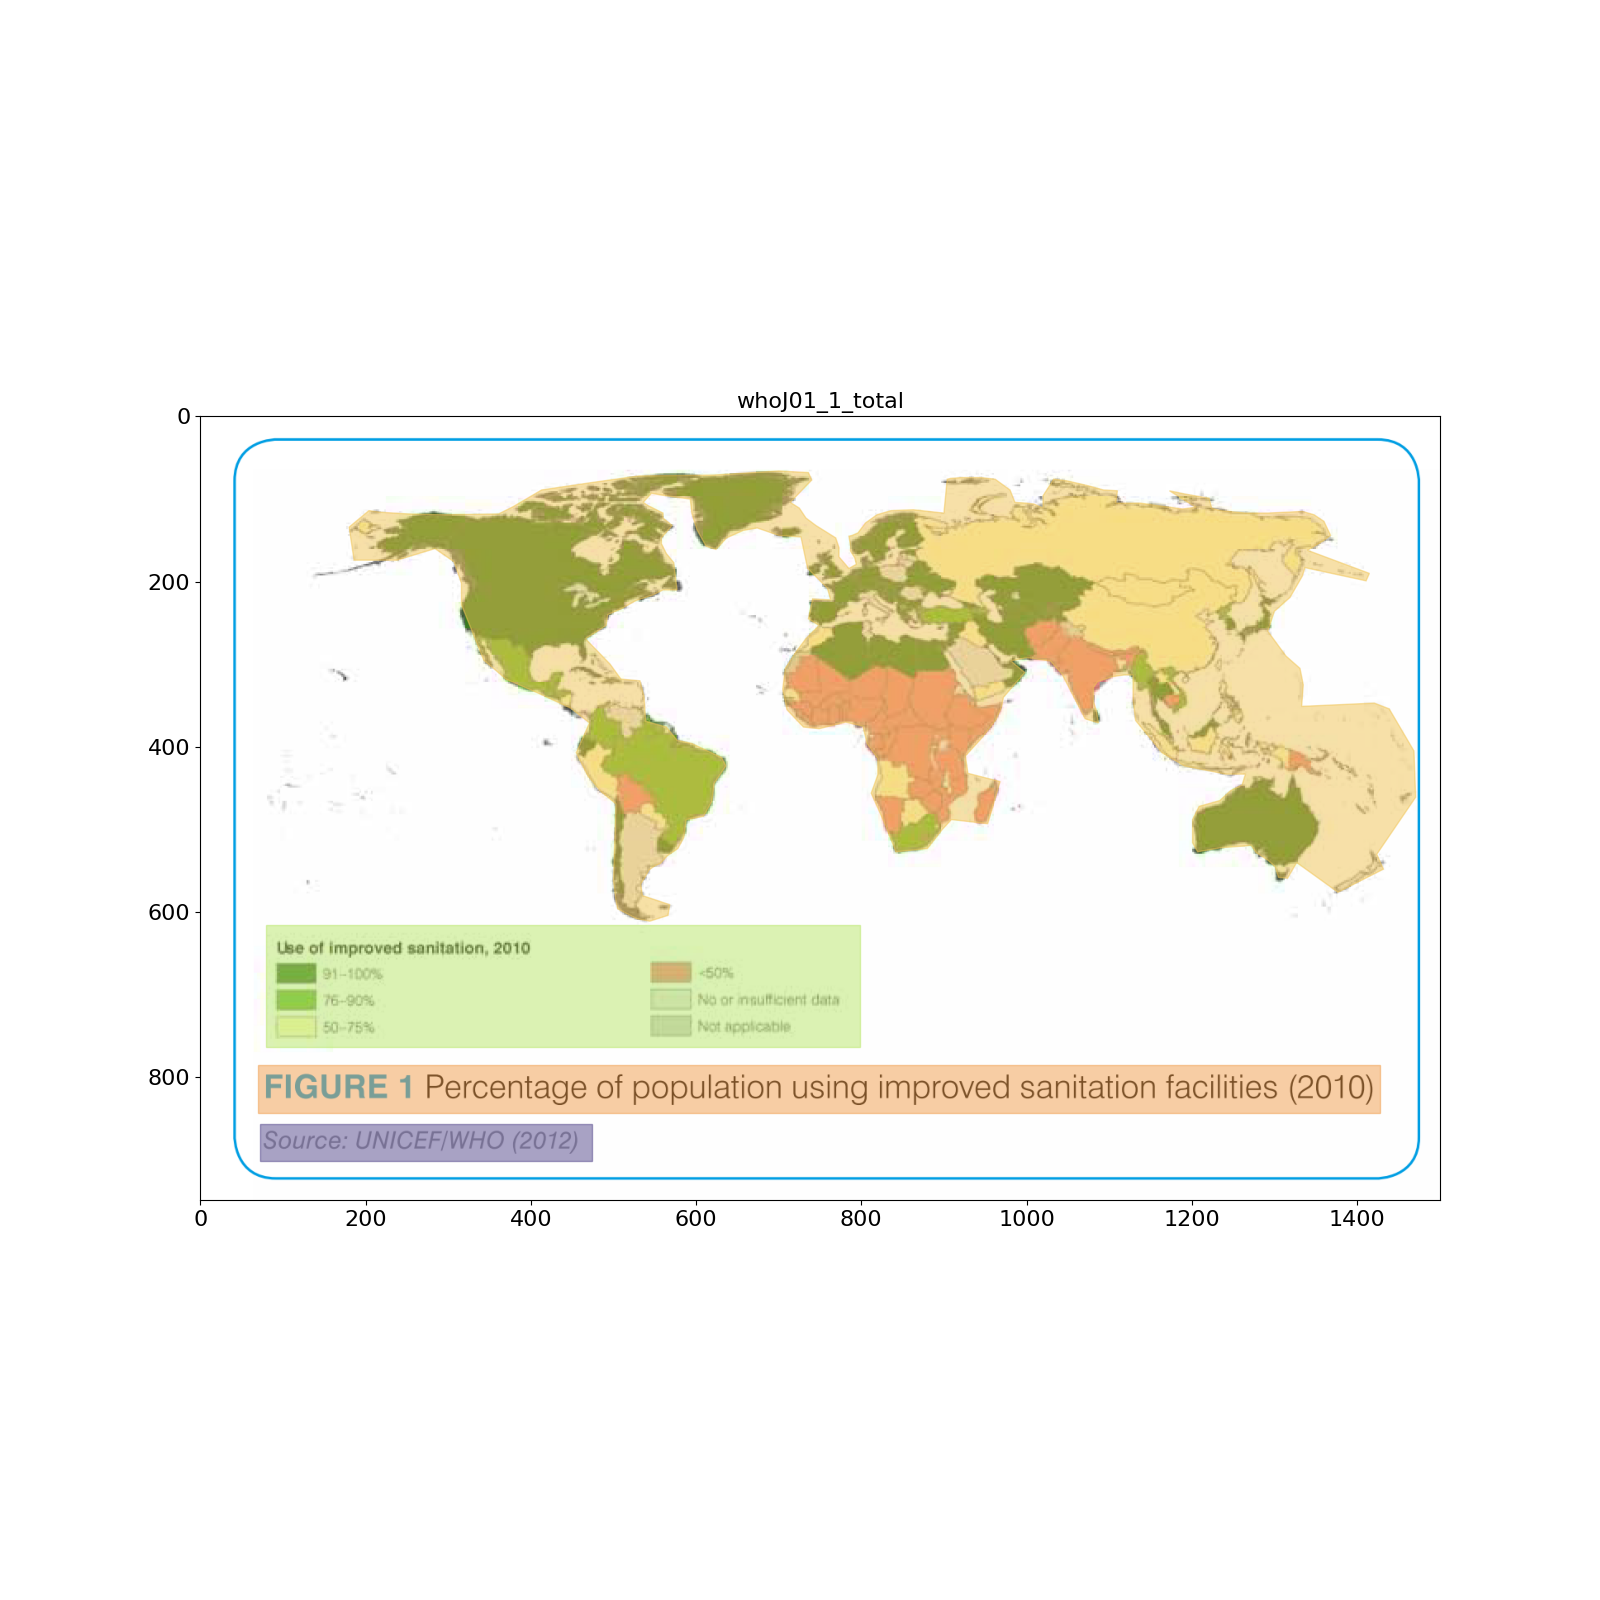 whoJ01_1_total
0
200
400
600
800
Use of improved sanitation, 2010
91–100%
76–90%
50–75%
<50%
No or insufficient data
Not applicable
FIGURE 1 Percentage of population using improved sanitation facilities (2010)
Source: UNICEF/WHO (2012)
0 200 400 600 800 1000 1200 1400